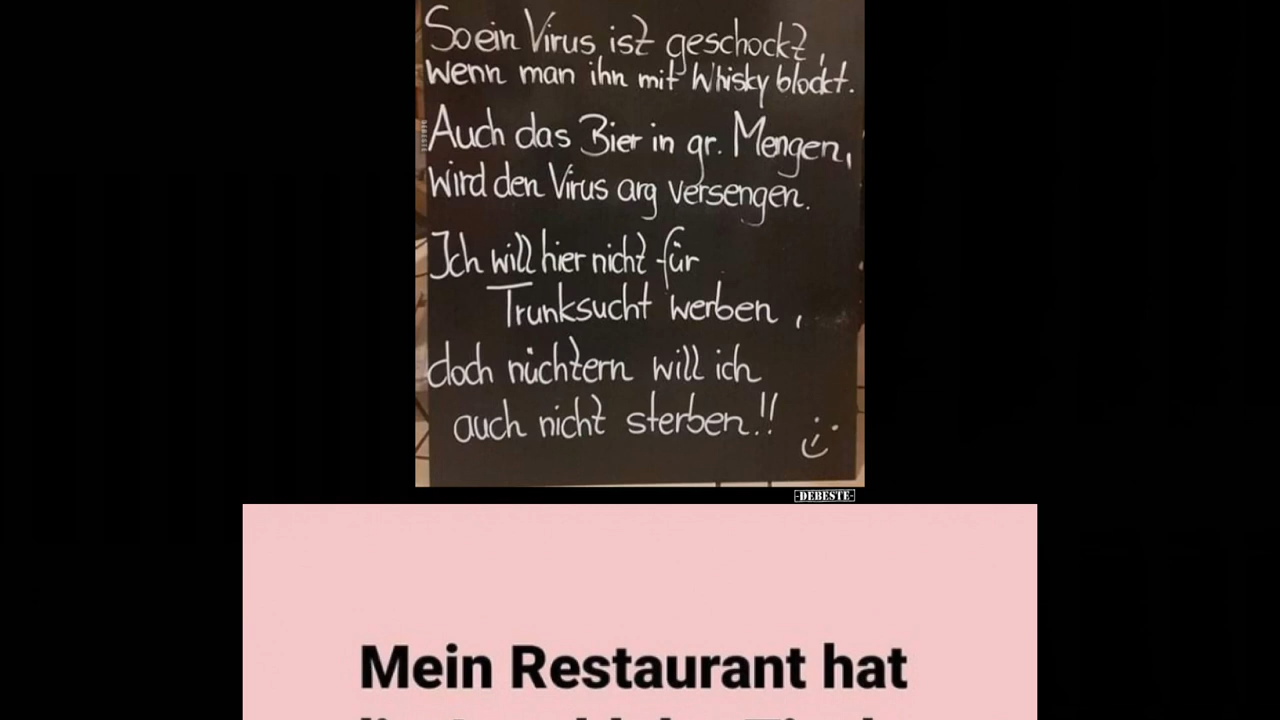 So ein Virus ist geschockt,
wenn man ihn mit Whisky blockt.
Auch das Bier in gr. Mengen,
wird den Virus arg versengen.
Ich will hier nicht für
Trunksucht werben,
doch nüchtern will ich
auch nicht sterben!!
-DEBESTE-
Mein Restaurant hat